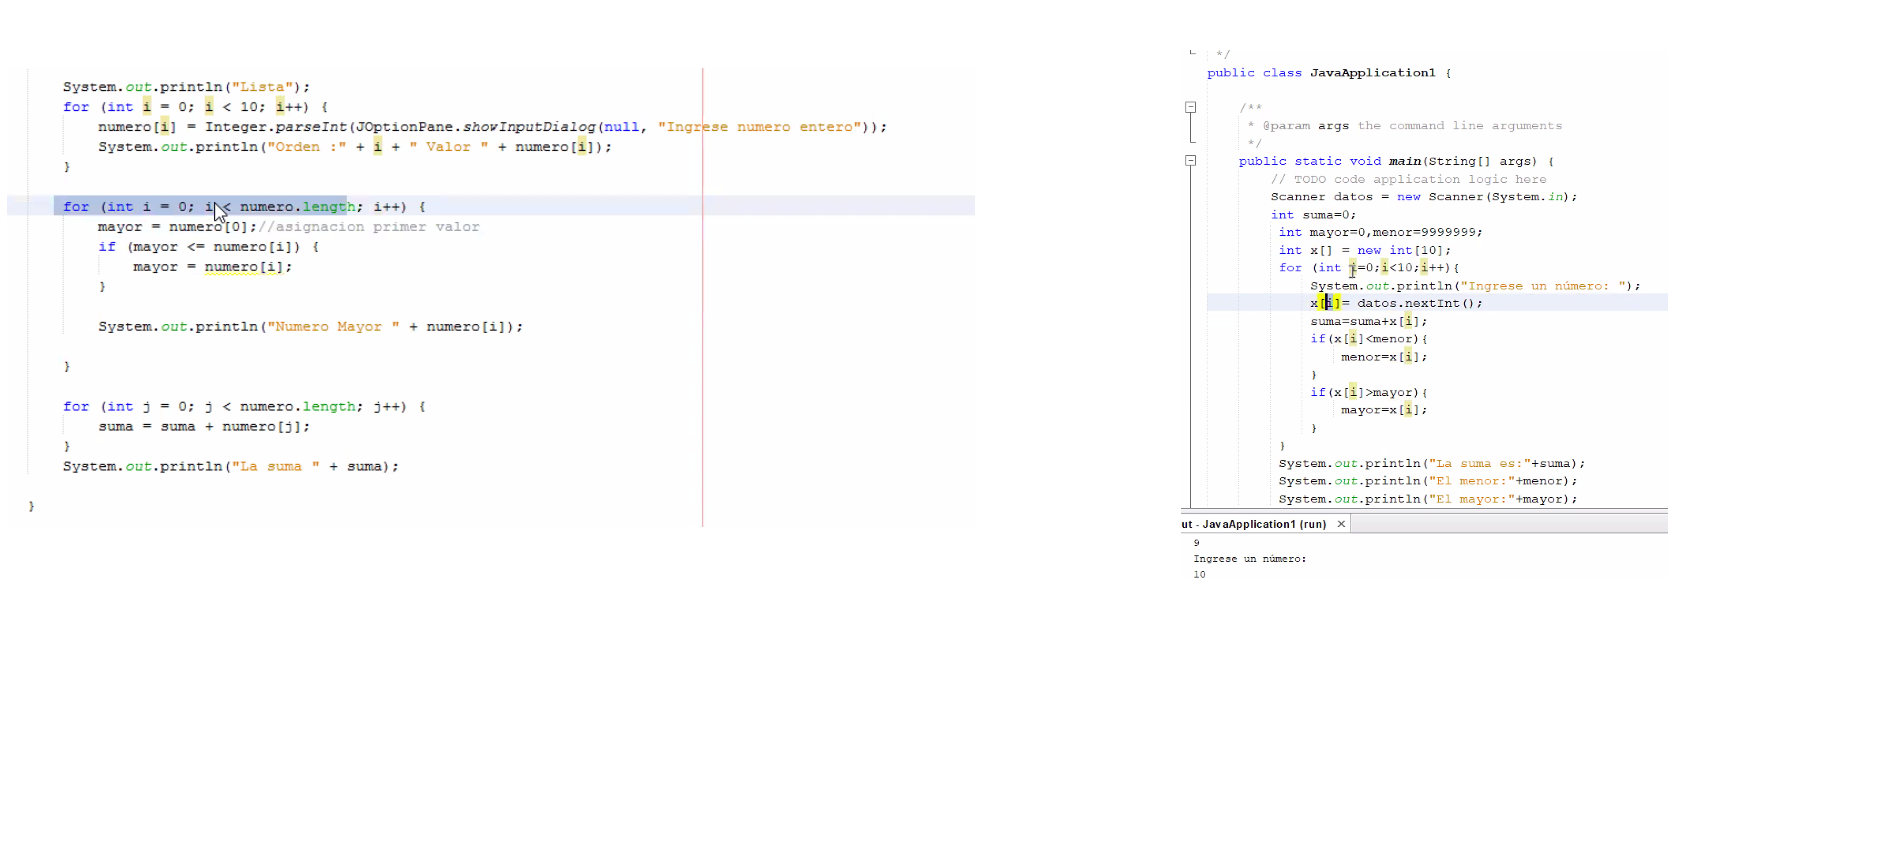 System.out.println("Lista");
for (int i = 0; i < 10; i++) {
numero[i] = Integer.parseInt(JOptionPane.showInputDialog(null, "Ingrese numero entero"));
System.out.println("Orden :" + i + " Valor " + numero[i]);
}
for (int i = 0; i < numero.length; i++) {
mayor = numero[0];//asignacion primer valor
if (mayor <= numero[i]) {
mayor = numero[i];
}
System.out.println("Numero Mayor " + numero[i]);
}
for (int j = 0; j < numero.length; j++) {
suma = suma + numero[j];
}
System.out.println("La suma " + suma);
}
*/
public class JavaApplication1 {
/**
* @param args the command line arguments
*/
public static void main(String[] args) {
// TODO code application logic here
Scanner datos = new Scanner(System.in);
int suma=0;
int mayor=0,menor=9999999;
int x[] = new int[10];
for (int i=0;i<10;i++){
System.out.println("Ingrese un número: ");
x[i]= datos.nextInt();
suma=suma+x[i];
if(x[i]<menor){
menor=x[i];
}
if(x[i]>mayor){
mayor=x[i];
}
}
System.out.println("La suma es:"+suma);
System.out.println("El menor:"+menor);
System.out.println("El mayor:"+mayor);
ut - JavaApplication1 (run) ×
9
Ingrese un número:
10